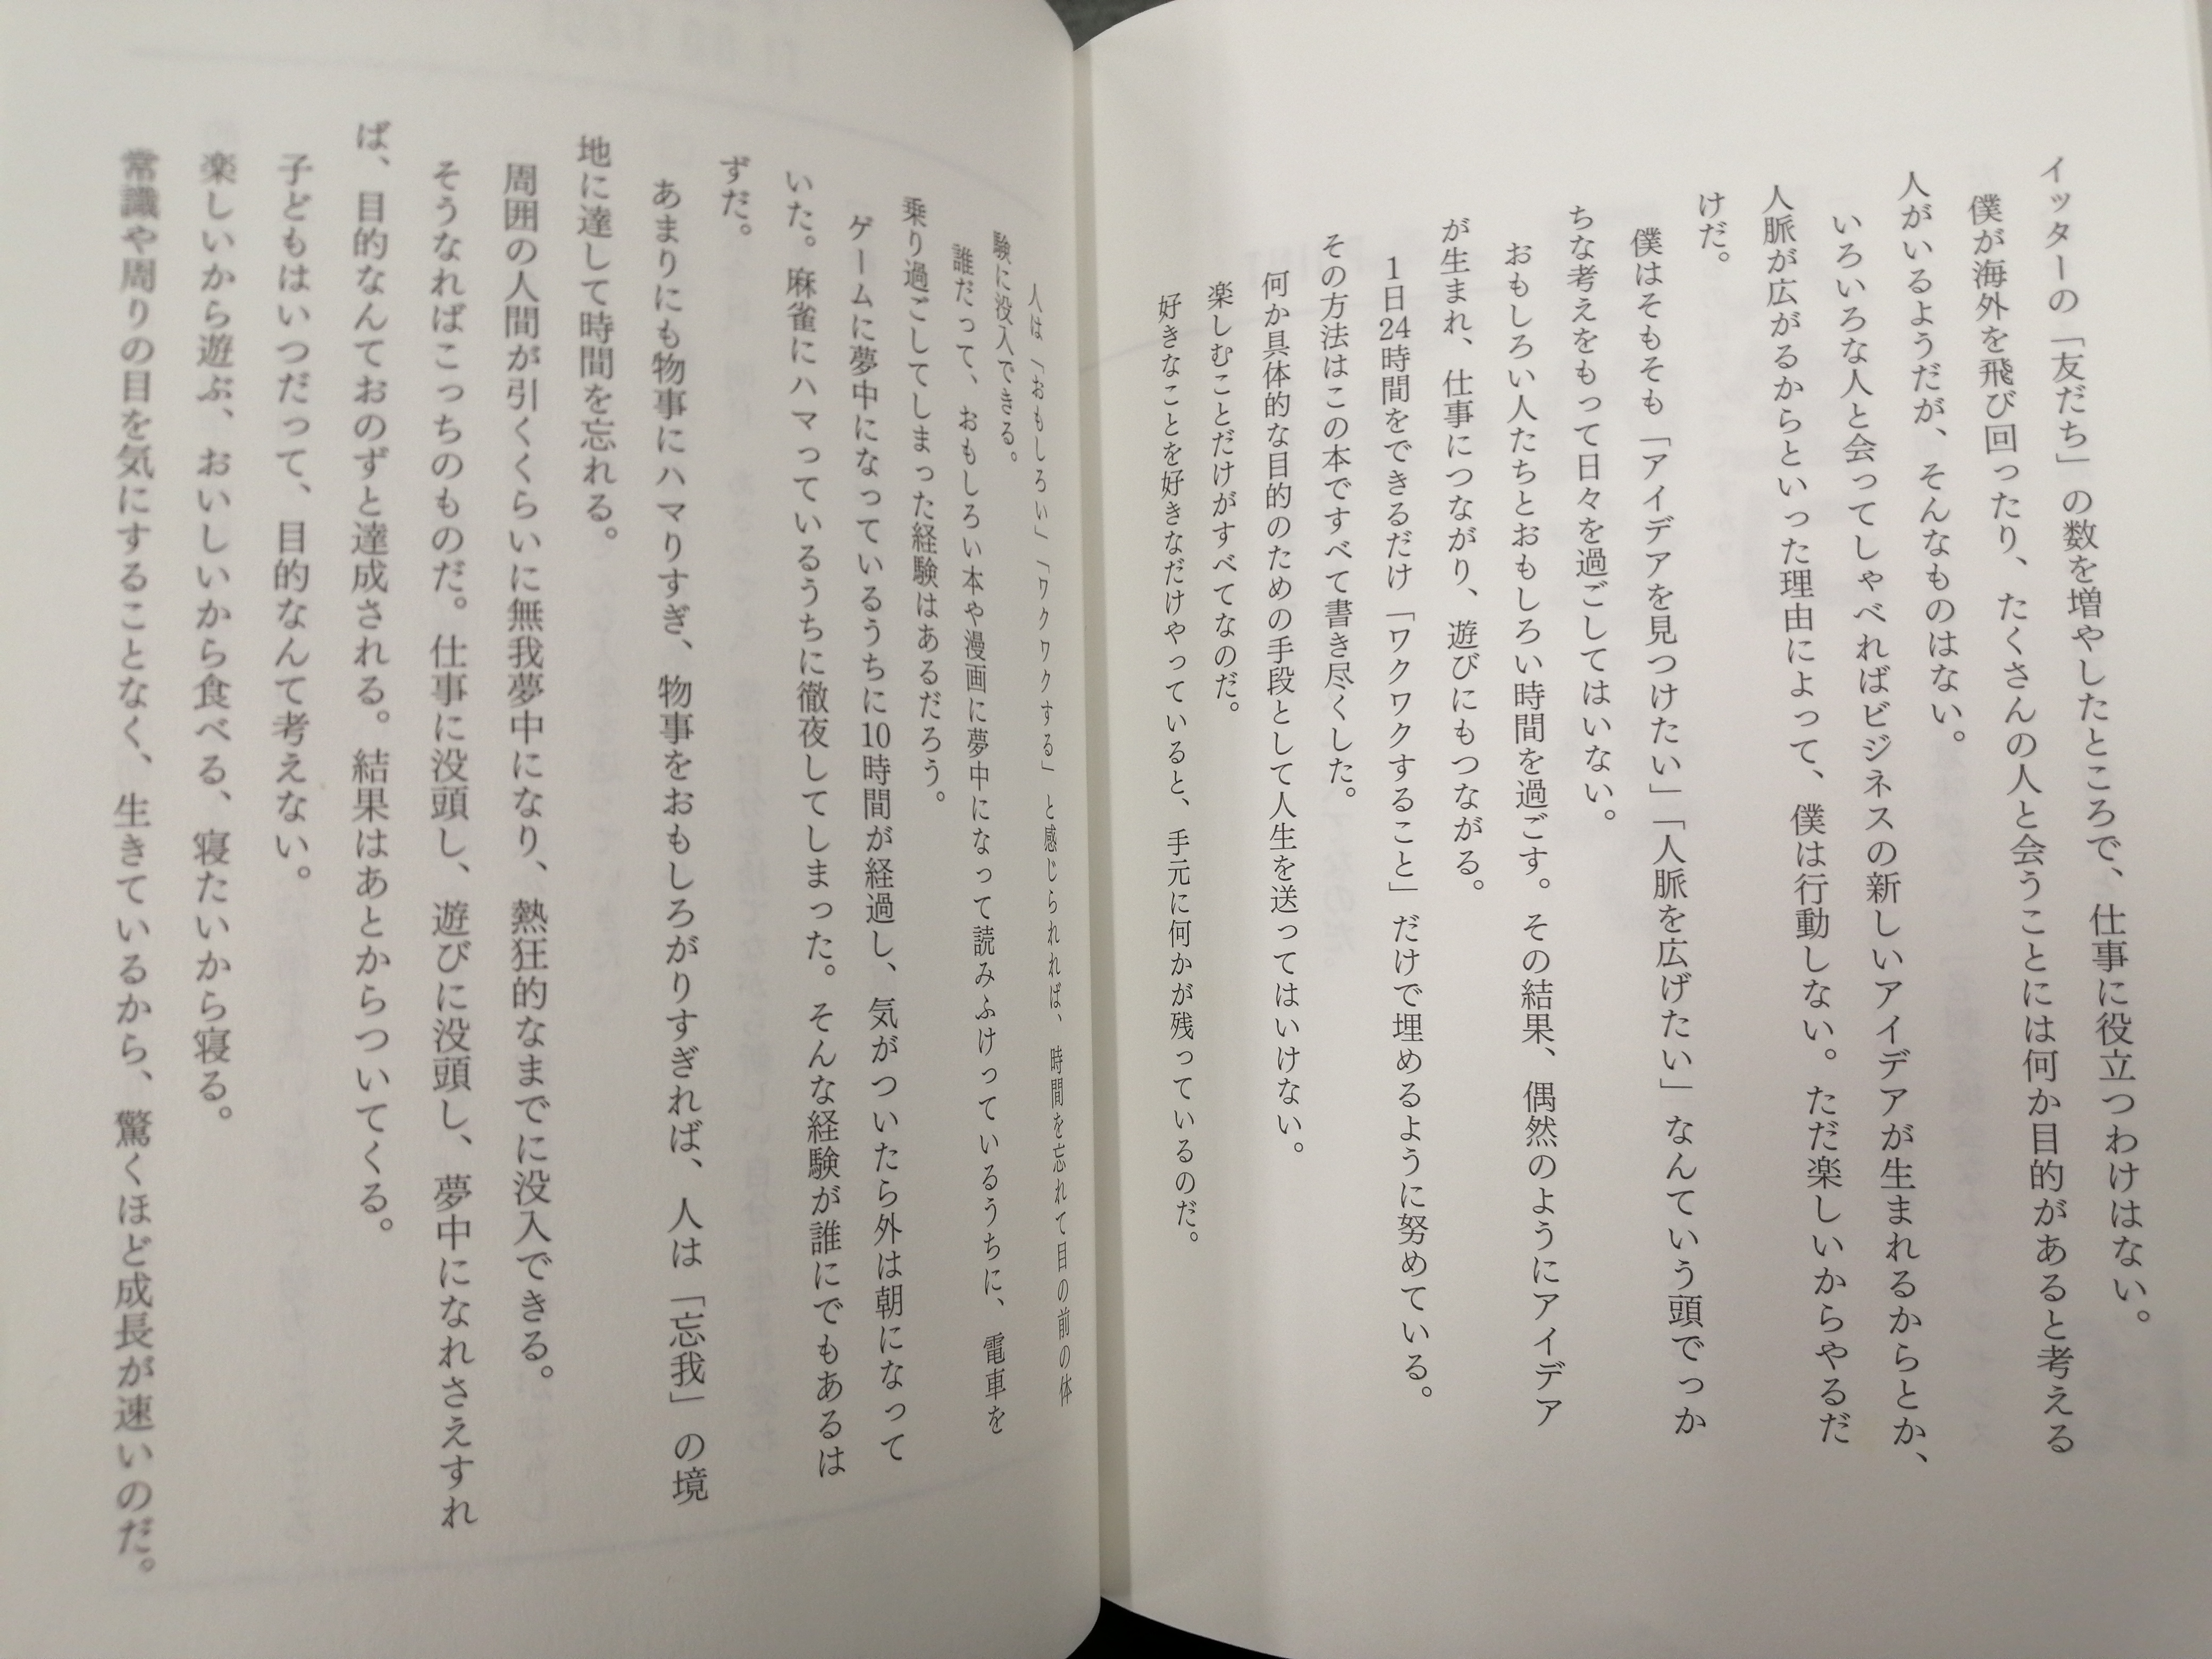 イッターの「友だち」の数を増やしたところで、仕事に役立つわけはない。
僕が海外を飛び回ったり、たくさんの人と会うことには何か目的があると考える
人がいるようだが、そんなものはない。
いろいろな人と会ってしゃべればビジネスの新しいアイデアが生まれるからとか、
人脈が広がるからといった理由によって、僕は行動しない。ただ楽しいからやるだ
けだ。
僕はそもそも「アイデアを見つけたい」「人脈を広げたい」なんていう頭でっか
ちな考えをもって日々を過ごしてはいない。
おもしろい人たちとおもしろい時間を過ごす。その結果、偶然のようにアイデア
が生まれ、仕事につながり、遊びにもつながる。
1日24時間をできるだけ「ワクワクすること」だけで埋めるように努めている。
その方法はこの本ですべて書き尽くした。
何か具体的な目的のための手段として人生を送ってはいけない。
楽しむことだけがすべてなのだ。
好きなことを好きなだけやっていると、手元に何かが残っているのだ。
人は「おもしろい」「ワクワクする」と感じられれば、時間を忘れて目の前の体
験に没入できる。
誰だって、おもしろい本や漫画に夢中になって読みふけっているうちに、電車を
乗り過ごしてしまった経験はあるだろう。
ゲームに夢中になっているうちに10時間が経過し、気がついたら外は朝になって
いた。麻雀にハマっているうちに徹夜してしまった。そんな経験が誰にでもあるは
ずだ。
あまりにも物事にハマりすぎ、物事をおもしろがりすぎれば、人は「忘我」の境
地に達して時間を忘れる。
周囲の人間が引くくらいに無我夢中になり、熱狂的なまでに没入できる。
そうなればこっちのものだ。仕事に没頭し、遊びに没頭し、夢中になれさえすれ
ば、目的なんておのずと達成される。結果はあとからついてくる。
子どもはいつだって、目的なんて考えない。
楽しいから遊ぶ、おいしいから食べる、寝たいから寝る。
常識や周りの目を気にすることなく、生きているから、驚くほど成長が速いのだ。